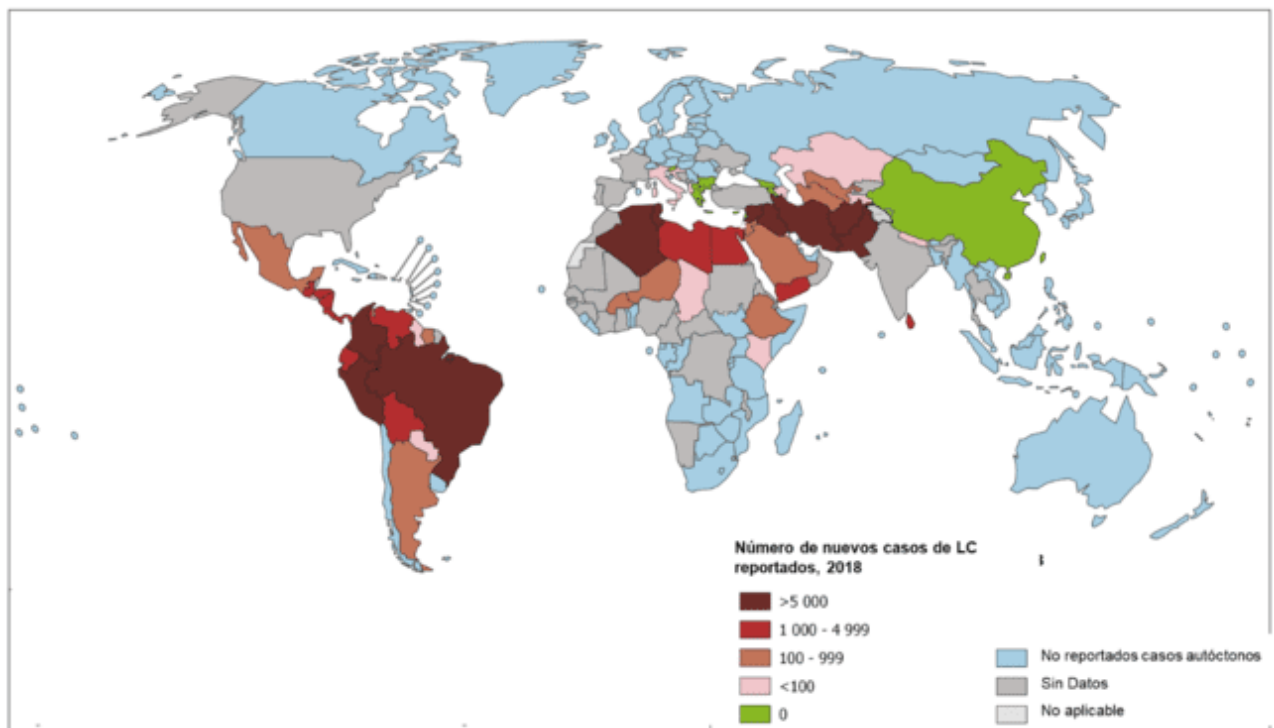 Número de nuevos casos de LC
reportados, 2018
>5 000
1 000 - 4 999
100 - 999
<100
0
No reportados casos autóctonos
Sin Datos
No aplicable